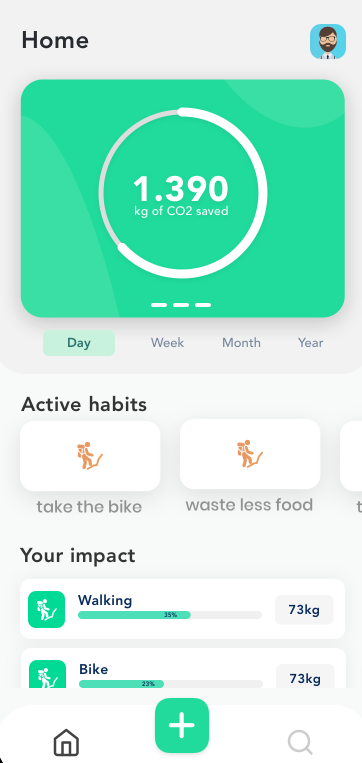 Home
1.390
kg of CO2 saved
Day Week Month Year
Active habits
take the bike
waste less food
Your impact
Walking
35%
73kg
Bike
23%
73kg